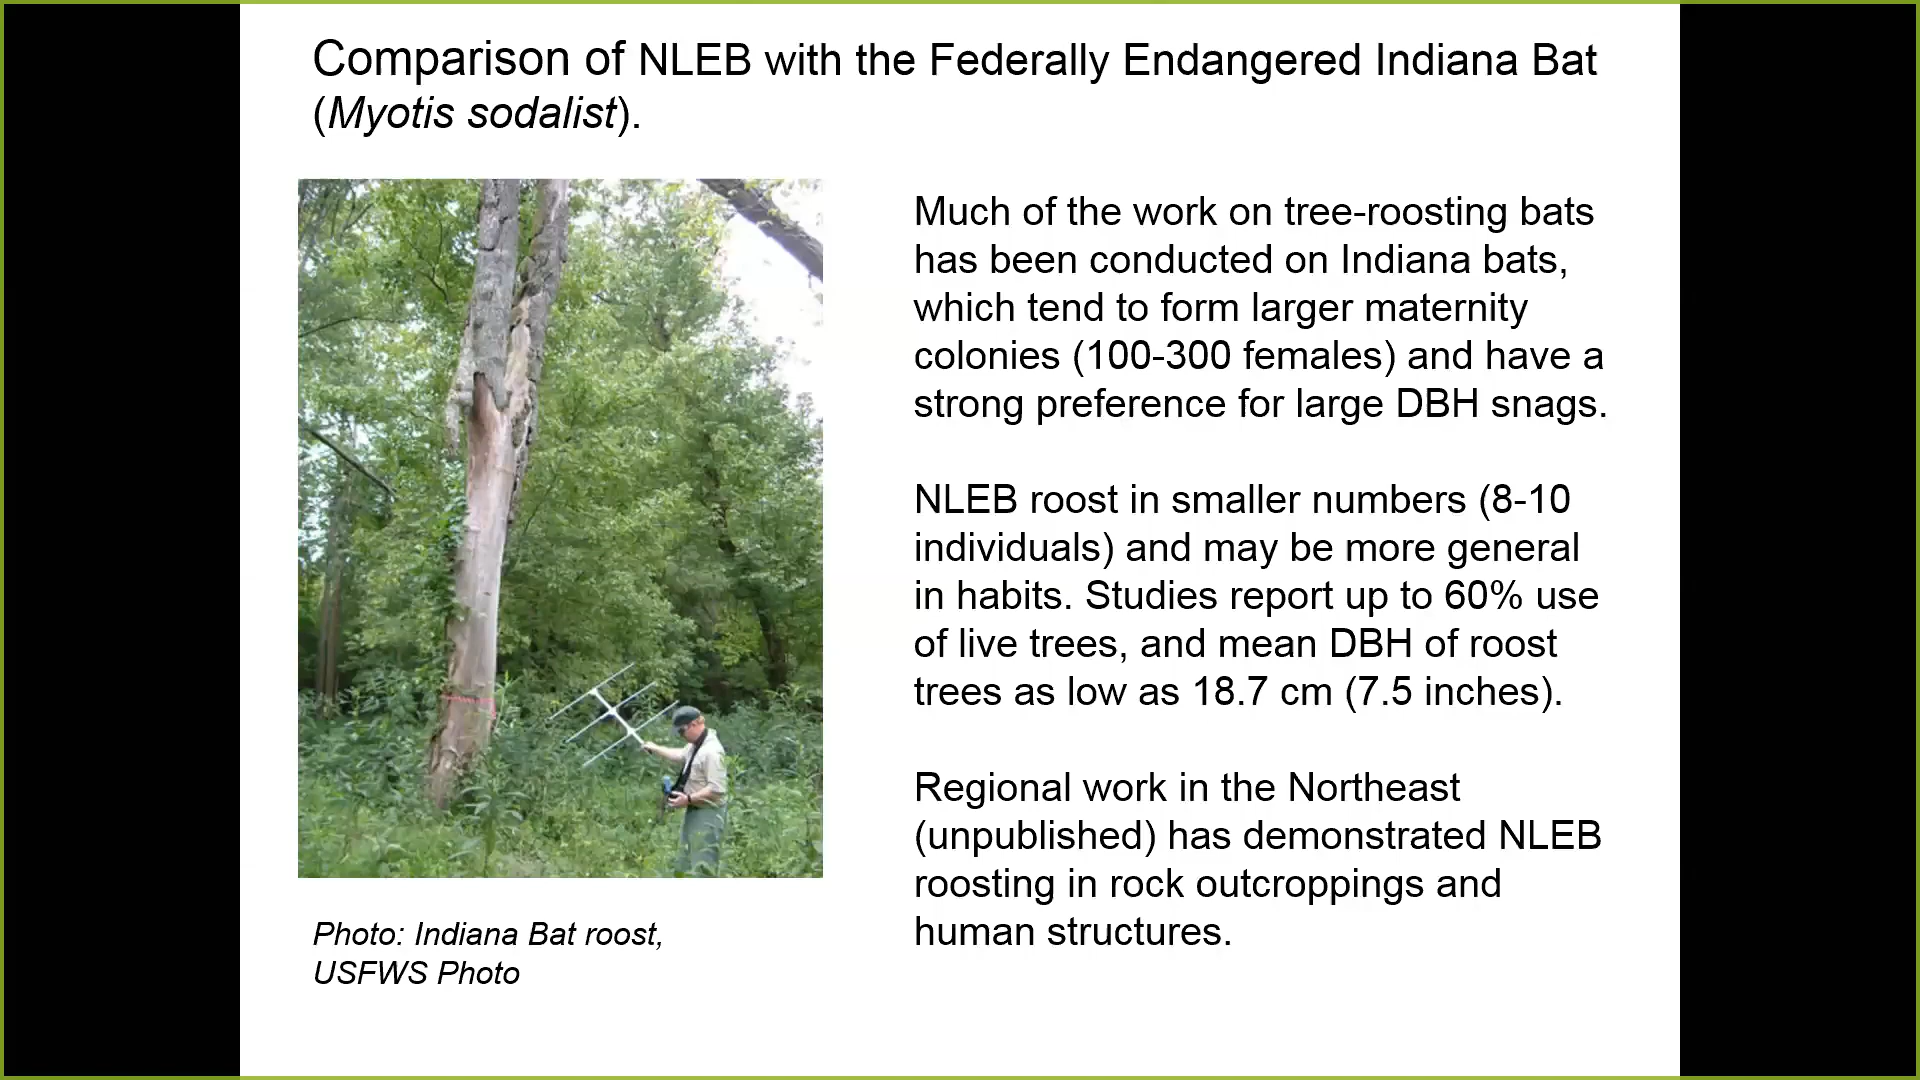 Comparison of NLEB with the Federally Endangered Indiana Bat
(Myotis sodalist).
Much of the work on tree-roosting bats
has been conducted on Indiana bats,
which tend to form larger maternity
colonies (100-300 females) and have a
strong preference for large DBH snags.
NLEB roost in smaller numbers (8-10
individuals) and may be more general
in habits. Studies report up to 60% use
of live trees, and mean DBH of roost
trees as low as 18.7 cm (7.5 inches).
Regional work in the Northeast
(unpublished) has demonstrated NLEB
roosting in rock outcroppings and
human structures.
Photo: Indiana Bat roost,
USFWS Photo